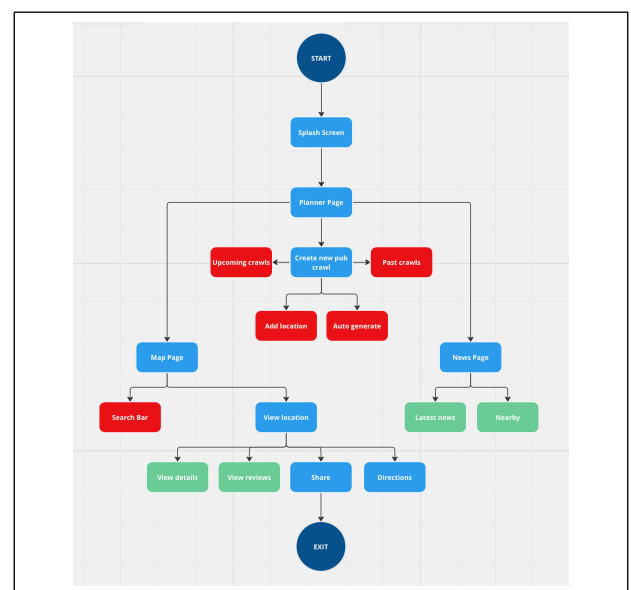 START
Splash Screen
Planner Page
Upcoming crawls
Create new pub
crawl
Past crawls
Add location
Auto generate
Map Page
News Page
Search Bar
View location
Latest news
Nearby
View details
View reviews
Share
Directions
EXIT